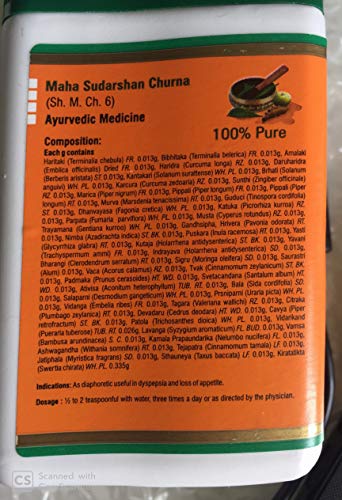 Maha Sudarshan Churna
(Sh. M. Ch. 6)
Ayurvedic Medicine
100% Pure
Composition:
Each g contains
Haritaki (Terminalia chebula) FR. 0.013g, Bibhitaka (Terminalia belerica) FR. 0.013g, Amalaki
(Emblica officinalis) Dried FR. 0.013g, Haridra (Curcuma longa) RZ. 0.013g, Daruharidra
(Berberis aristata) ST. 0.013g, Kantakari (Solanum surattense) WH. PL. 0.013g, Brhati (Solanum
anguivi) WH. PL. 0.013g, Karcura (Curcuma zedoaria) RZ. 0.013g, Sunthi (Zingiber officinale)
RZ. 0.013g, Marica (Piper nigrum) FR. 0.013g, Pippali (Piper longum) FR. 0.013g, Pippali (Piper
longum) RT. 0.013g, Murva (Marsdenia tenacissima) RT. 0.013g, Guduci (Tinospora cordifolia)
ST. 0.013g, Dhanvayasa (Fagonia cretica) WH. PL. 0.013g, Katuka (Picrorhiza kurroa) RZ.
0.013g, Parpata (Fumaria parviflora) WH. PL. 0.013g, Musta (Cyperus rotundus) RZ. 0.013g,
Trayamana (Gentiana kurroo) WH. PL. 0.013g, Gandhsipha, Hrivera (Pavonia odorata) RT.
0.013g, Nimba (Azadirachta indica) ST. BK. 0.013g, Puskara (Inula racemosa) RT. 0.013g, Yasti
(Glycyrrhiza glabra) RT. 0.013g, Kutaja (Holarrhena antidysenterica) ST. BK. 0.013g, Yavani
(Trachyspermum ammi) FR. 0.013g, Indrayava (Holarrhena antidysenterica) SD. 0.013g,
Bharangi (Clerodendrum serratum) RT. 0.013g, Sigru (Moringa oleifera) SD. 0.013g, Saurastri
(Alum) 0.013g, Vaca (Acorus calamus) RZ. 0.013g, Tvak (Cinnamomum zeylanicum) ST. BK.
0.013g, Padmaka (Prunus cerasoides) HT. WD. 0.013g, Svetacandana (Santalum album) HT.
WD. 0.013g, Ativisa (Aconitum heterophyllum) TUB. RT. 0.013g, Bala (Sida cordifolia) SD.
0.013g, Salaparni (Desmodium gangeticum) WH. PL. 0.013g, Prsniparni (Uraria picta) WH. PL.
0.013g, Vidanga (Embelia ribes) FR. 0.013g, Tagara (Valeriana wallichi) RZ. 0.013g, Citraka
(Plumbago zeylanica) RT. 0.013g, Devadaru (Cedrus deodara) HT. WD. 0.013g, Cavya (Piper
retrofractum) ST. BK. 0.013g, Patola (Tricholsanthes dioica) WH. PL. 0.013g, Vidarikand
(Pueraria tuberosa) TUB. RT. 0.026g, Lavanga (Syzygium aromaticum) FL. BUD. 0.013g, Vamsa
(Bambusa arundinacea) S. C. 0.013g, Kamala Prapaundarika (Nelumbo nucifera) FL. 0.013g,
Ashwagandha (Withania somnifera) RT. 0.013g, Tejapatra (Cinnamomum tamala) LF. 0.013g,
Jatiphala (Myristica fragrans) SD. 0.013g, Sthauneya (Taxus baccata) LF. 0.013g, Kiratadikta
(Swertia chirata) WH. PL. 0.335g
Indications: As diaphoretic useful in dyspepsia and loss of appetite.
Dosage : ½ to 2 teaspoonful with water, three times a day or as directed by the physician.
CS Scanned with